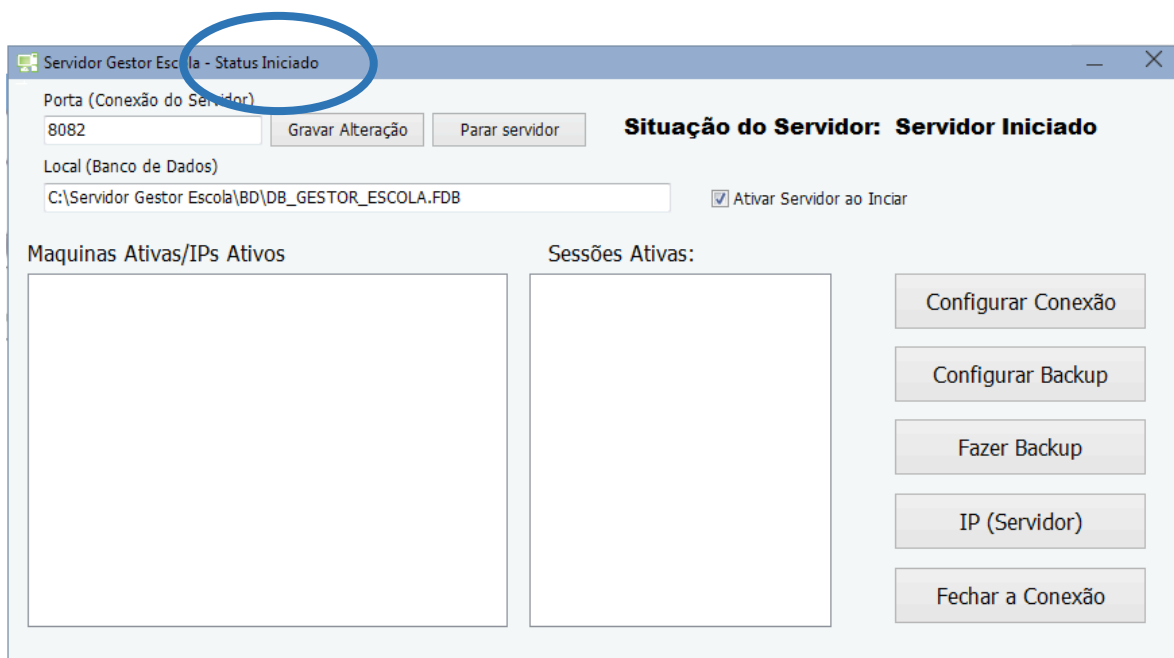 Servidor Gestor Escola - Status Iniciado
Porta (Conexão do Servidor)
8082
Gravar Alteração
Parar servidor
Situação do Servidor: Servidor Iniciado
Local (Banco de Dados)
C:\Servidor Gestor Escola\BD\DB_GESTOR_ESCOLA.FDB
Ativar Servidor ao Inciar
Maquinas Ativas/IPs Ativos
Sessões Ativas:
Configurar Conexão
Configurar Backup
Fazer Backup
IP (Servidor)
Fechar a Conexão